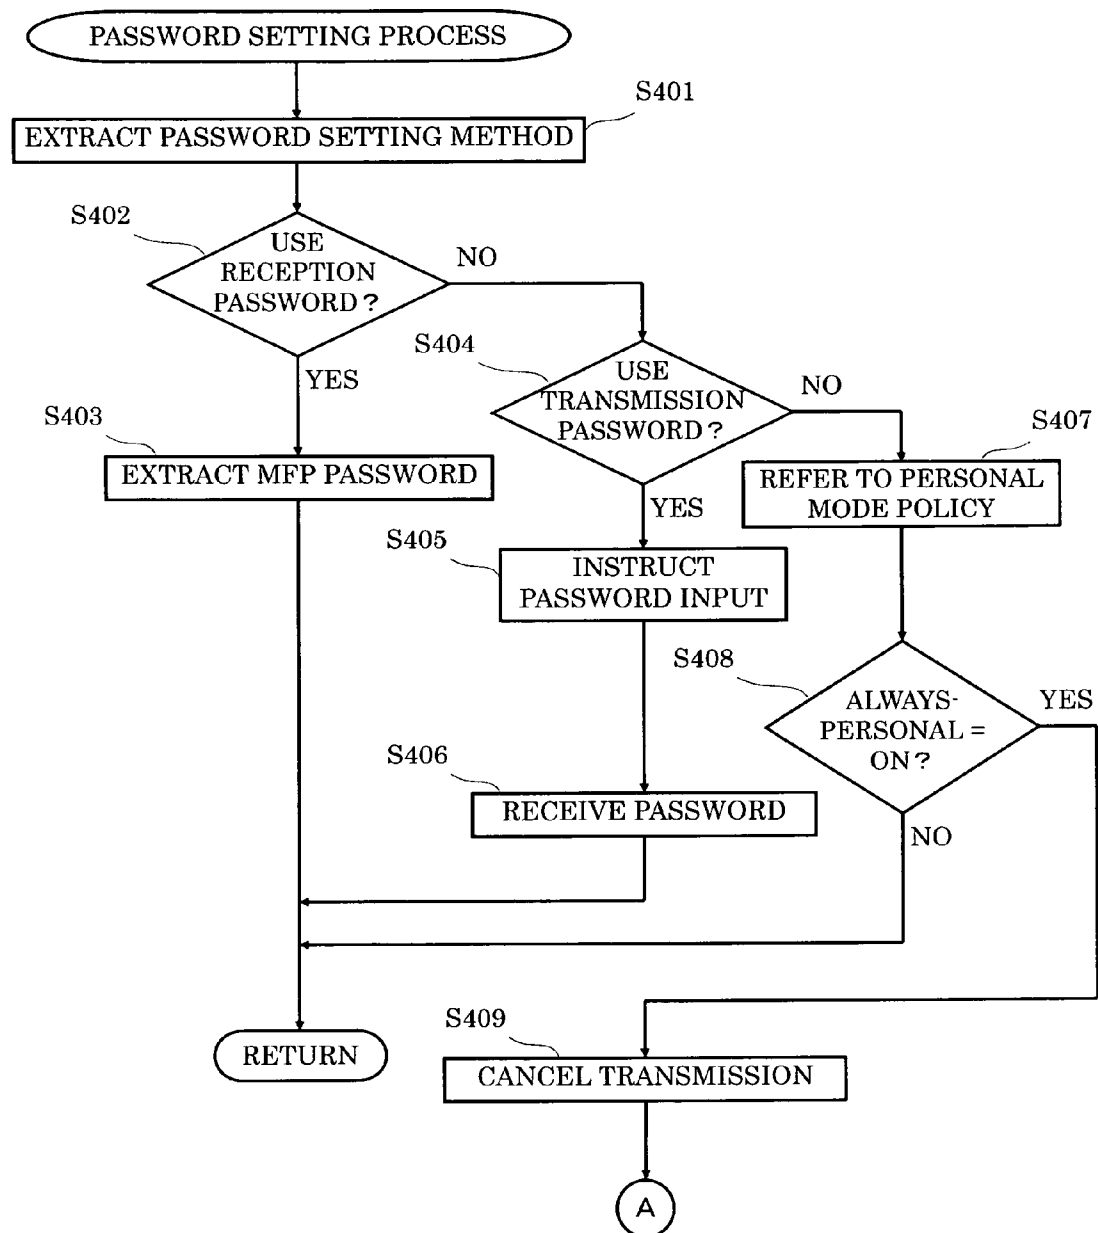 PASSWORD SETTING PROCESS
S401
EXTRACT PASSWORD SETTING METHOD
S402
USE
RECEPTION
PASSWORD?
NO
YES
S403
EXTRACT MFP PASSWORD
S404
USE
TRANSMISSION
PASSWORD?
NO
YES
S407
REFER TO PERSONAL
MODE POLICY
S405
INSTRUCT
PASSWORD INPUT
S408
ALWAYS-
PERSONAL =
ON?
YES
NO
S406
RECEIVE PASSWORD
RETURN
S409
CANCEL TRANSMISSION
A